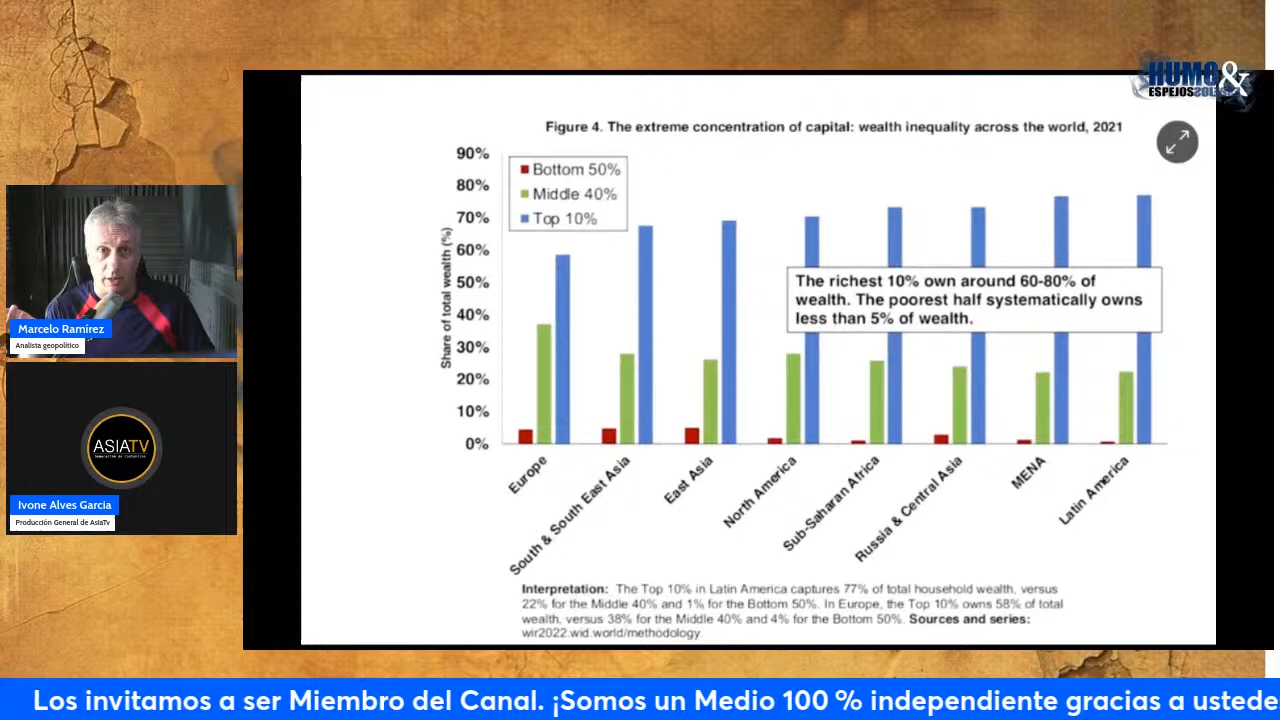 HUMO&
ESPEJOS
Figure 4. The extreme concentration of capital: wealth inequality across the world, 2021
Share of total wealth (%)
90%
80%
70%
60%
50%
40%
30%
20%
10%
0%
Bottom 50%
Middle 40%
Top 10%
The richest 10% own around 60-80% of
wealth. The poorest half systematically owns
less than 5% of wealth.
Europe
South & South East Asia
East Asia
North America
Sub-Saharan Africa
Russia & Central Asia
MENA
Latin America
Interpretation: The Top 10% in Latin America captures 77% of total household wealth, versus
22% for the Middle 40% and 1% for the Bottom 50%. In Europe, the Top 10% owns 58% of total
wealth, versus 38% for the Middle 40% and 4% for the Bottom 50%. Sources and series:
wir2022.wid.world/methodology.
Marcelo Ramírez
Analista geopolítico
ASIATV
Ivone Alves Garcia
Producción General de AsiaTv
Los invitamos a ser Miembro del Canal. ¡Somos un Medio 100 % independiente gracias a ustede